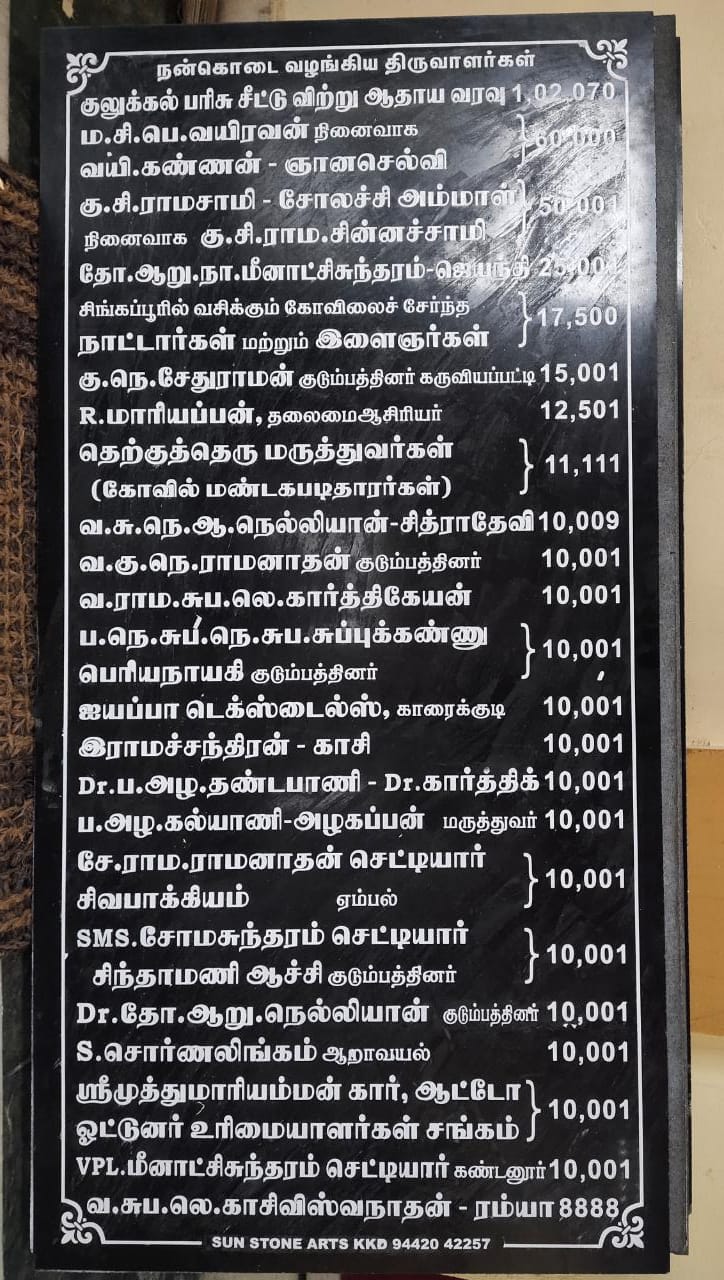 நன்கொடை வழங்கிய திருவாளர்கள்
குலுக்கல் பரிசு சீட்டு விற்று ஆதாய வரவு 1,02,070
ம.சி.பெ.வயிரவன் நினைவாக
வயி.கண்ணன் - ஞானசெல்வி } 60,000
கு.சி.ராமசாமி - சோலச்சி அம்மாள்
நினைவாக கு.சி.ராம.சின்னச்சாமி } 50,001
தோ.ஆறு.நா.மீனாட்சிசுந்தரம்-ஜெயந்தி 25,001
சிங்கப்பூரில் வசிக்கும் கோவிலைச் சேர்ந்த
நாட்டார்கள் மற்றும் இளைஞர்கள் } 17,500
கு.நெ.சேதுராமன் குடும்பத்தினர் கருவியப்பட்டி 15,001
R.மாரியப்பன், தலைமைஆசிரியர் 12,501
தெற்குத்தெரு மருத்துவர்கள்
(கோவில் மண்டகபடிதாரர்கள்) } 11,111
வ.சு.நெ.ஆ.நெல்லியான்-சித்ராதேவி 10,009
வ.கு.நெ.ராமனாதன் குடும்பத்தினர் 10,001
வ.ராம.சுப.லெ.கார்த்திகேயன் 10,001
ப.நெ.சுப.நெ.சுப.சுப்புக்கண்ணு
பெரியநாயகி குடும்பத்தினர் } 10,001
ஐயப்பா டெக்ஸ்டைல்ஸ், காரைக்குடி 10,001
இராமச்சந்திரன் - காசி 10,001
Dr.ப.அழ.தண்டபாணி - Dr.கார்த்திக் 10,001
ப.அழ.கல்யாணி-அழகப்பன் மருத்துவர் 10,001
சே.ராம.ராமனாதன் செட்டியார்
சிவபாக்கியம் ஏம்பல் } 10,001
SMS.சோமசுந்தரம் செட்டியார்
சிந்தாமணி ஆச்சி குடும்பத்தினர் } 10,001
Dr.தோ.ஆறு.நெல்லியான் குடும்பத்தினர் 10,001
S.சொர்ணலிங்கம் ஆறாவயல் 10,001
ஸ்ரீமுத்துமாரியம்மன் கார், ஆட்டோ
ஓட்டுனர் உரிமையாளர்கள் சங்கம் } 10,001
VPL.மீனாட்சிசுந்தரம் செட்டியார் கண்டனூர் 10,001
வ.சுப.லெ.காசிவிஸ்வநாதன் - ரம்யா 8888
SUN STONE ARTS KKD 94420 42257